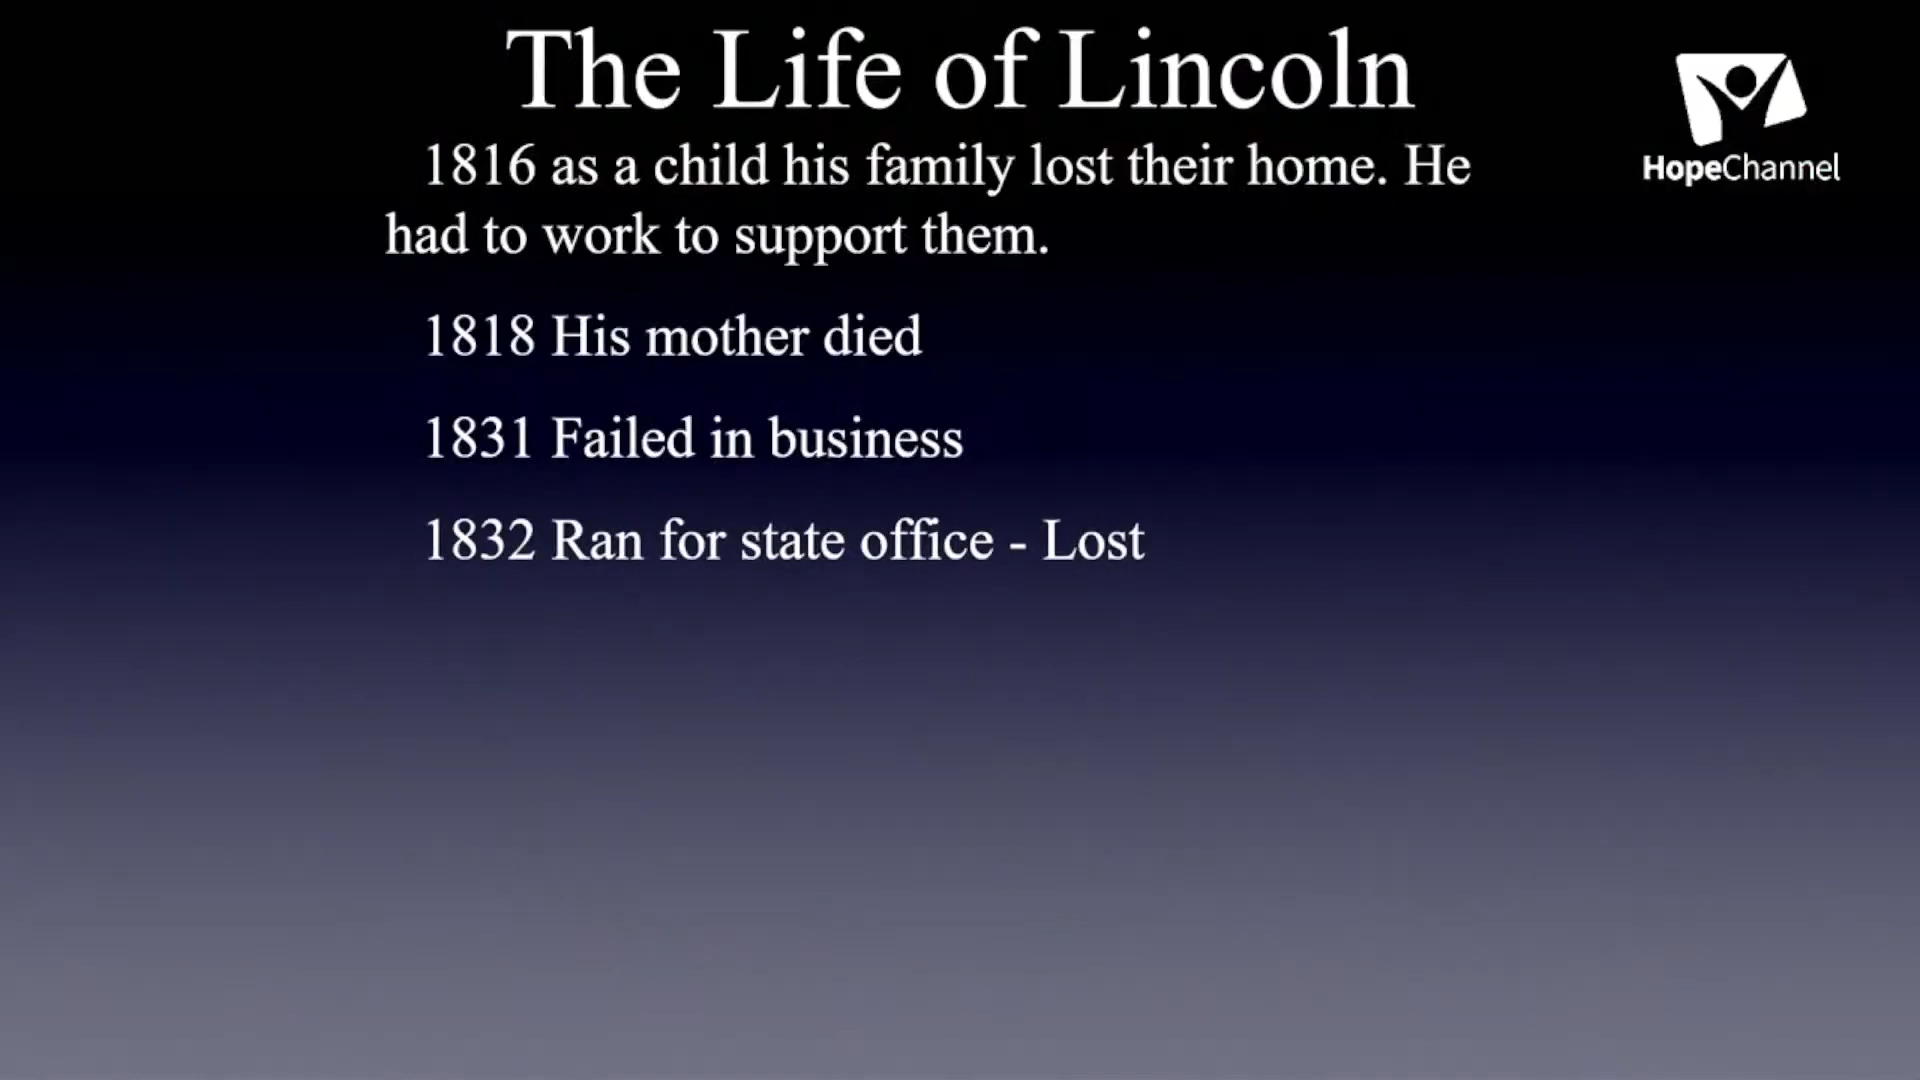 The Life of Lincoln
HopeChannel
1816 as a child his family lost their home. He
had to work to support them.
1818 His mother died
1831 Failed in business
1832 Ran for state office - Lost